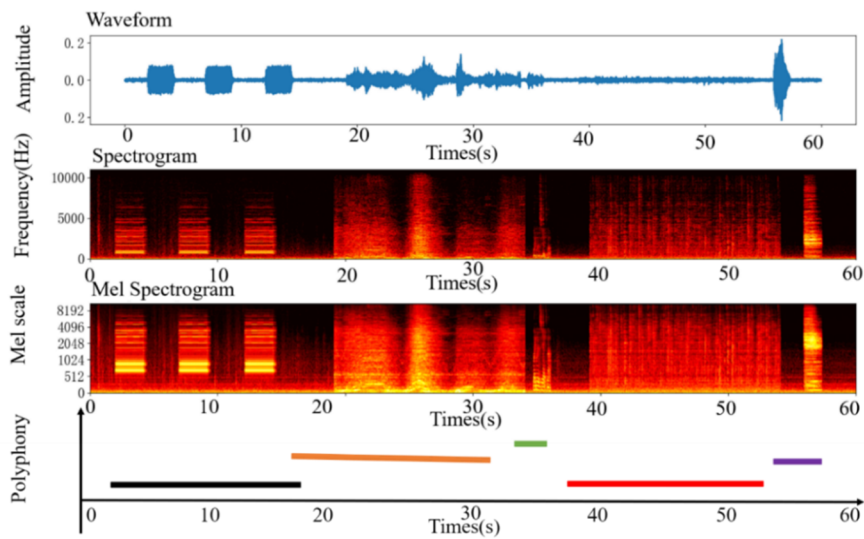 Waveform
Amplitude
0.2
0.0
0.2
0 10 20 30 40 50 60
Times(s)
Spectrogram
Frequency(Hz)
10000
5000
0
0 10 20 30 40 50 60
Times(s)
Mel Spectrogram
Mel scale
8192
4096
2048
1024
512
0
0 10 20 30 40 50 60
Times(s)
Polyphony
0 10 20 30 40 50 60
Times(s)